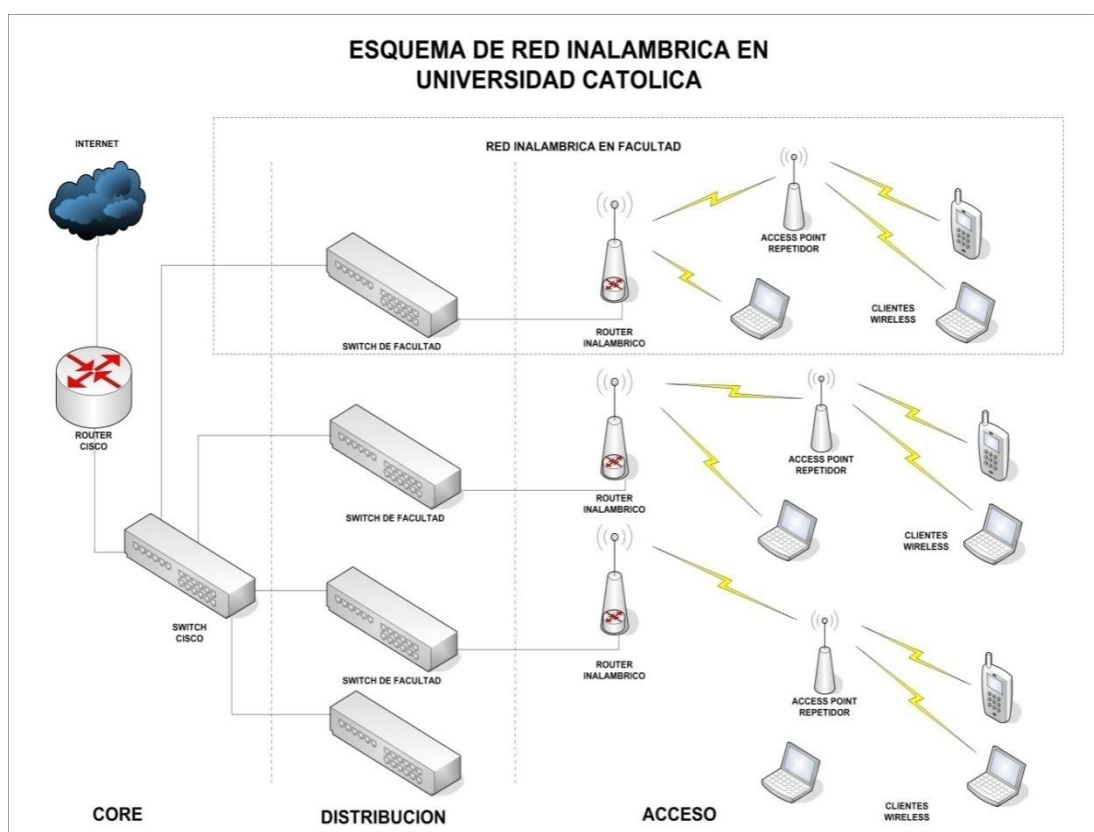 ESQUEMA DE RED INALAMBRICA EN
UNIVERSIDAD CATOLICA
INTERNET
RED INALAMBRICA EN FACULTAD
ACCESS POINT
REPETIDOR
CLIENTES
WIRELESS
SWITCH DE FACULTAD
ROUTER
INALAMBRICO
ROUTER
CISCO
ACCESS POINT
REPETIDOR
SWITCH DE FACULTAD
ROUTER
INALAMBRICO
CLIENTES
WIRELESS
SWITCH
CISCO
SWITCH DE FACULTAD
ROUTER
INALAMBRICO
ACCESS POINT
REPETIDOR
CLIENTES
WIRELESS
CORE
DISTRIBUCION
ACCESO